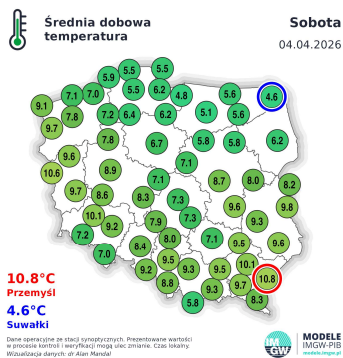 Średnia dobowa
temperatura
Sobota
04.04.2026
5.9 5.5 5.5
7.1 7.0 5.5 6.2 4.8 5.6 4.6
9.1 7.8 7.2 6.4 6.2 5.1 5.6
9.7 7.8 6.7 5.8 5.8 6.2
9.6 7.1
10.6 8.9 7.1 8.7 8.0 8.2
9.7 8.6 8.3 7.3 9.6 9.8
10.1 9.2 7.9 7.3 9.3
7.2 8.4 8.0 7.1 9.5 9.6
7.0 9.5 10.1
9.2 9.3 9.5 10.8
8.8 9.3 9.7
5.8 8.3
10.8°C
Przemyśl
4.6°C
Suwałki
Dane operacyjne ze stacji synoptycznych. Prezentowane wartości
w procesie kontroli i weryfikacji mogą ulec zmianie. Czas lokalny.
Wizualizacja danych: dr Alan Mandal
IM
GW
MODELE
IMGW-PIB
modele.imgw.pl